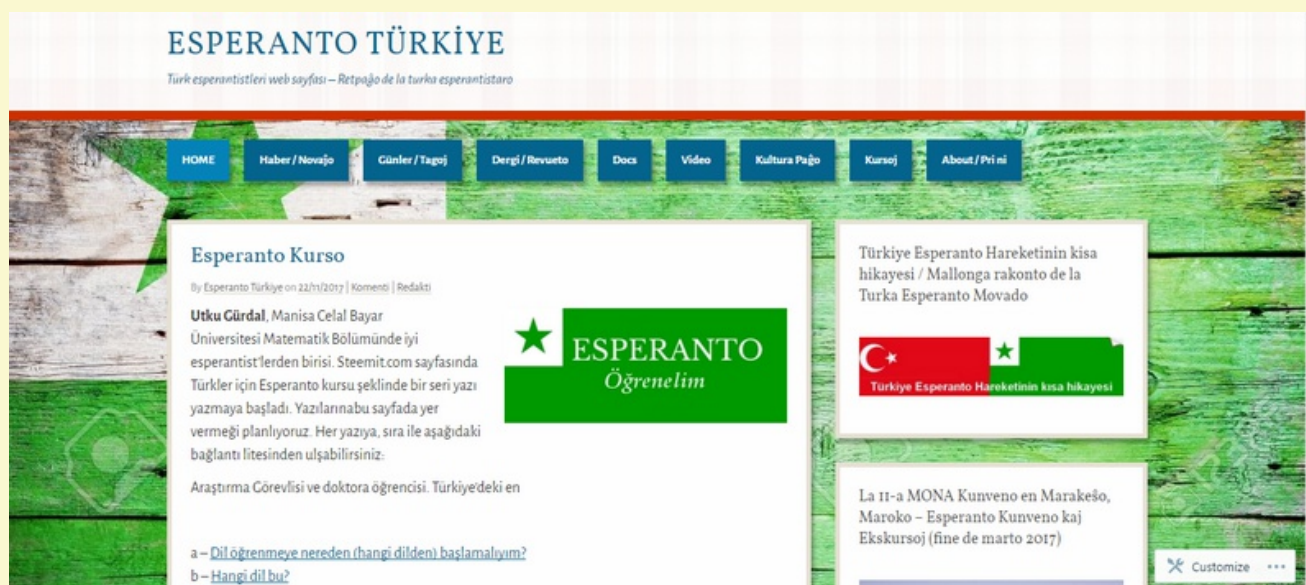 ESPERANTO TÜRKİYE
Türk esperantistleri web sayfası – Retpaĝo de la turka esperantistaro
HOME
Haber / Novaĵo
Günler / Tagoj
Dergi / Revueto
Docs
Video
Kultura Paĝo
Kursoj
About / Pri ni
Esperanto Kurso
By Esperanto Türkiye on 22/11/2017 | Komenti | Redakti
Utku Gürdal, Manisa Celal Bayar
Üniversitesi Matematik Bölümünde iyi
esperantist'lerden birisi. Steemit.com sayfasında
Türkler için Esperanto kursu şeklinde bir seri yazı
yazmaya başladı. Yazılarınabu sayfada yer
vermeği planlıyoruz. Her yazıya, sıra ile aşağıdaki
bağlantı litesinden ulşabilirsiniz:
ESPERANTO
Öğrenelim
Araştırma Görevlisi ve doktora öğrencisi. Türkiye'deki en
a – Dil öğrenmeye nereden (hangi dilden) başlamalıyım?
b – Hangi dil bu?
Türkiye Esperanto Hareketinin kisa
hikayesi / Mallonga rakonto de la
Turka Esperanto Movado
Türkiye Esperanto Hareketinin kısa hikayesi
La 11-a MONA Kunveno en Marakeŝo,
Maroko – Esperanto Kunveno kaj
Ekskursoj (fine de marto 2017)
Customize